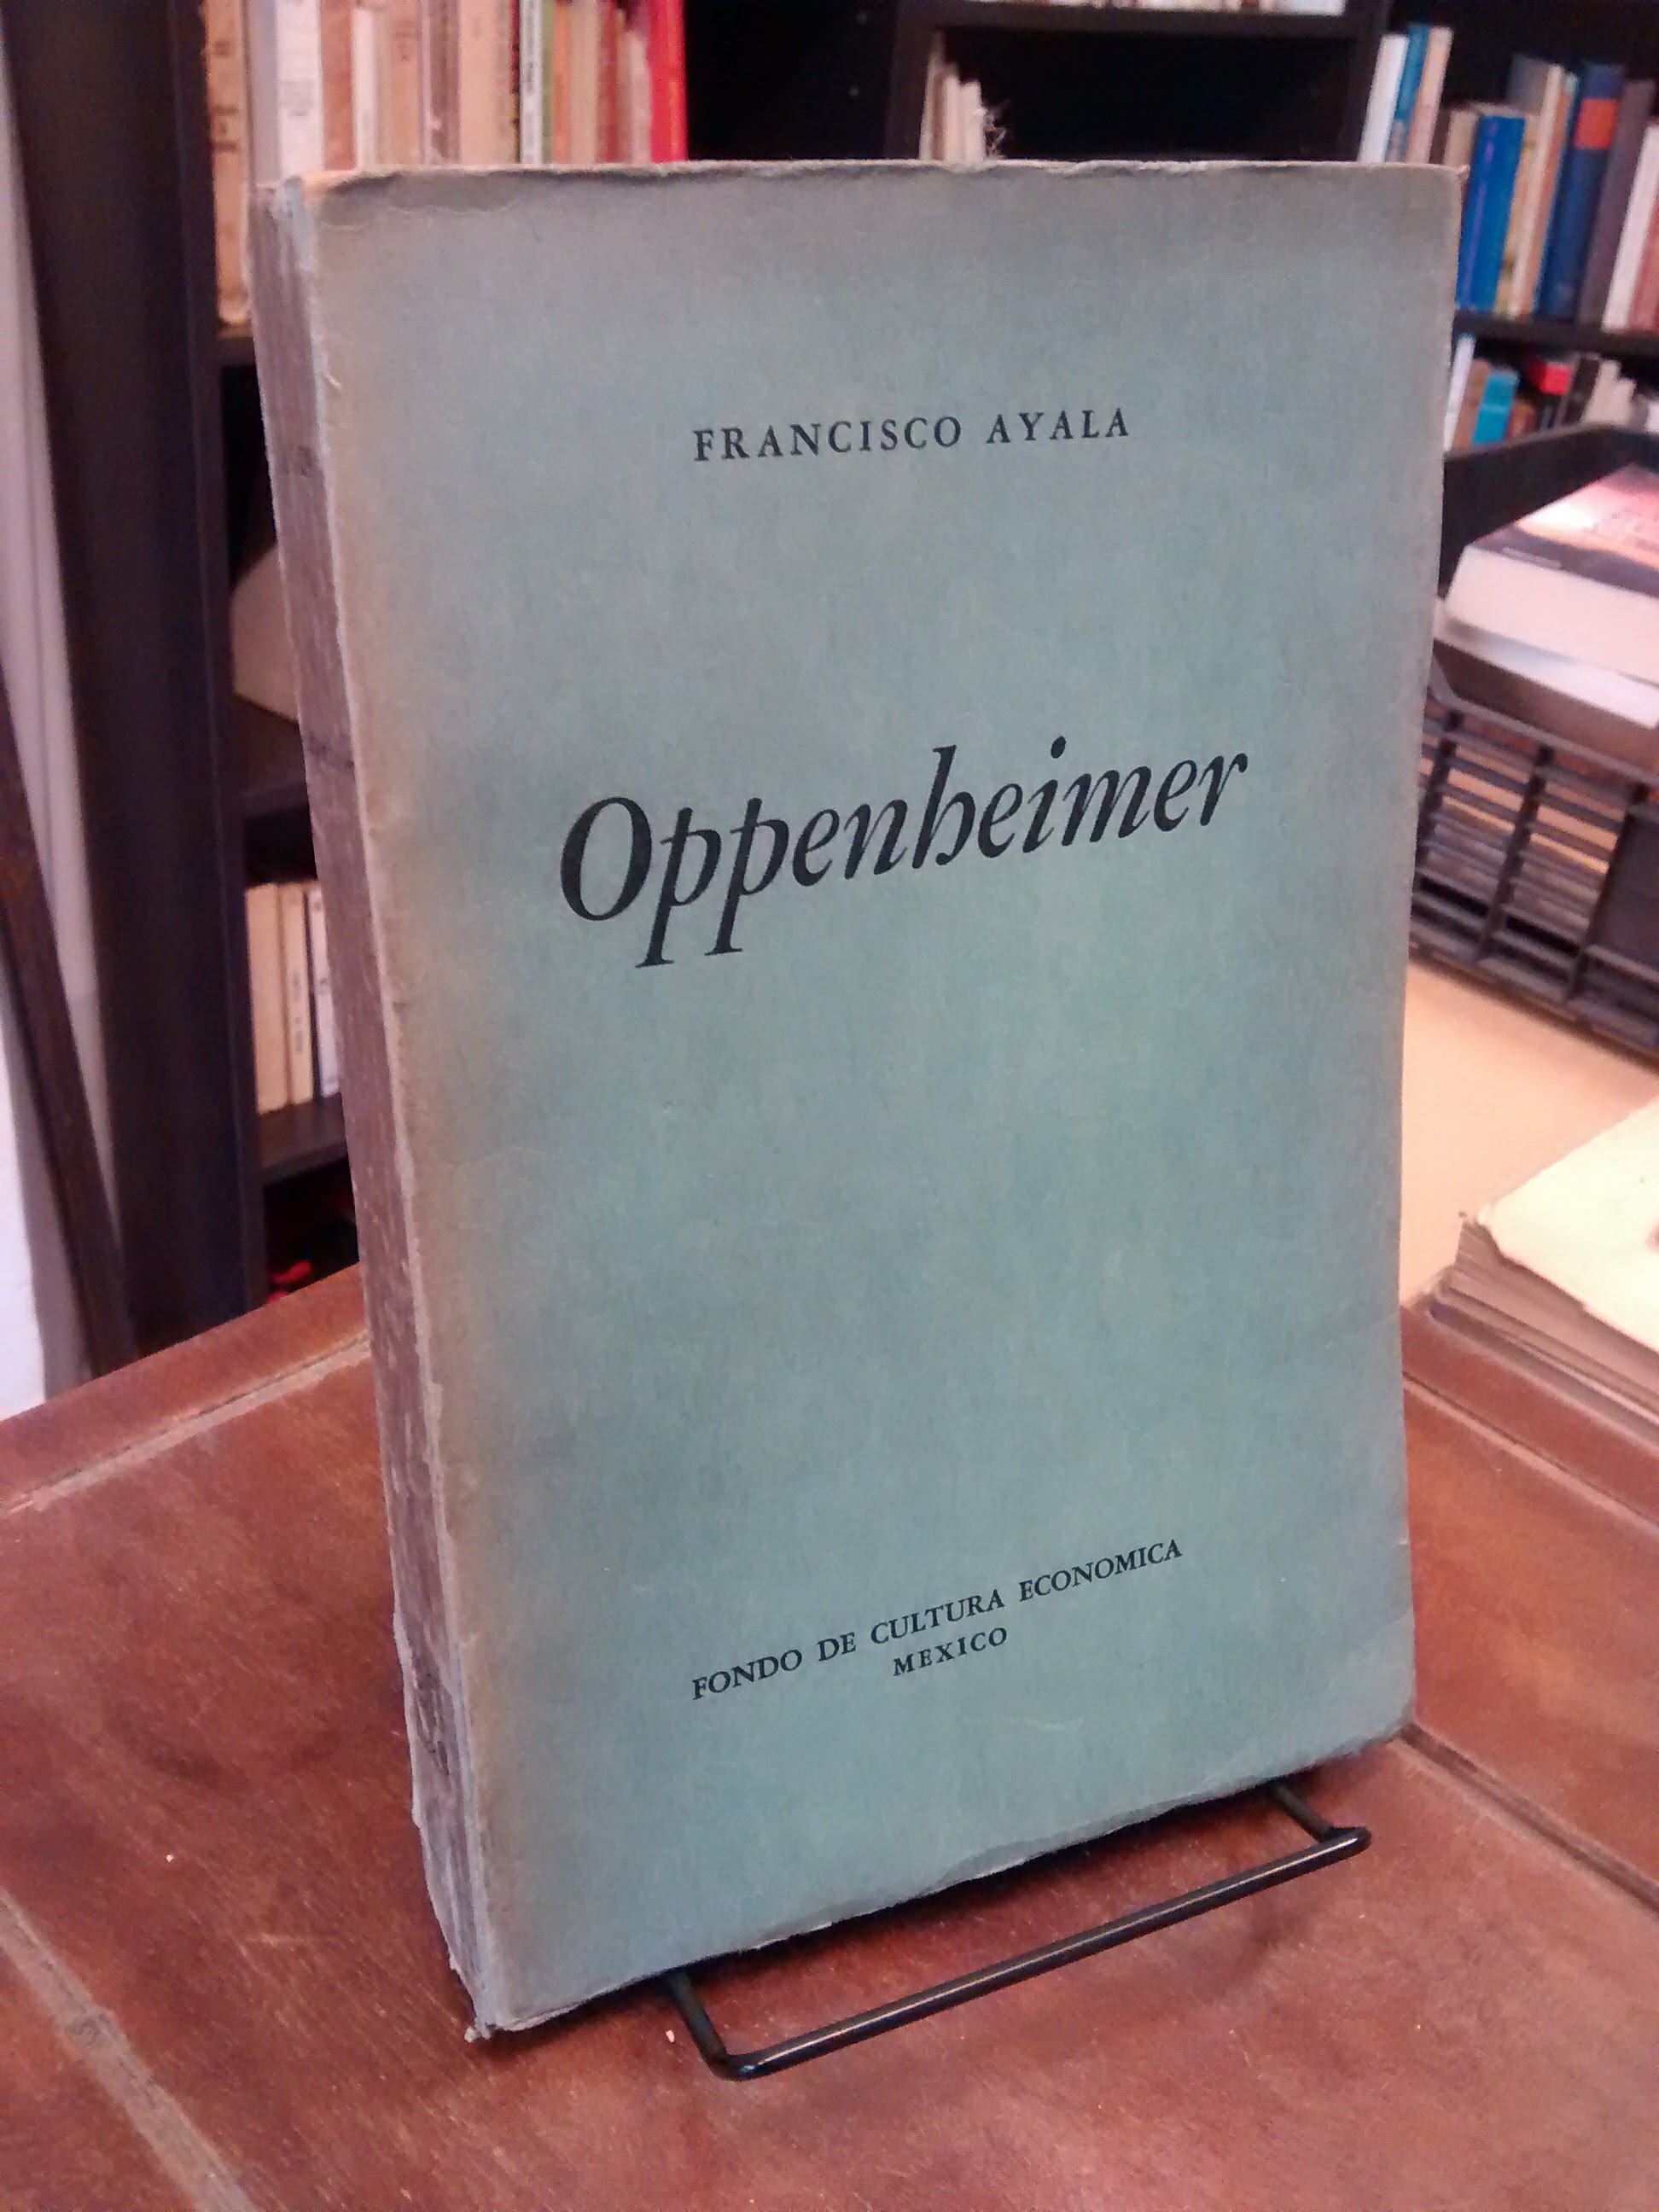 FRANCISCO AYALA
Oppenheimer
FONDO DE CULTURA ECONOMICA
MEXICO